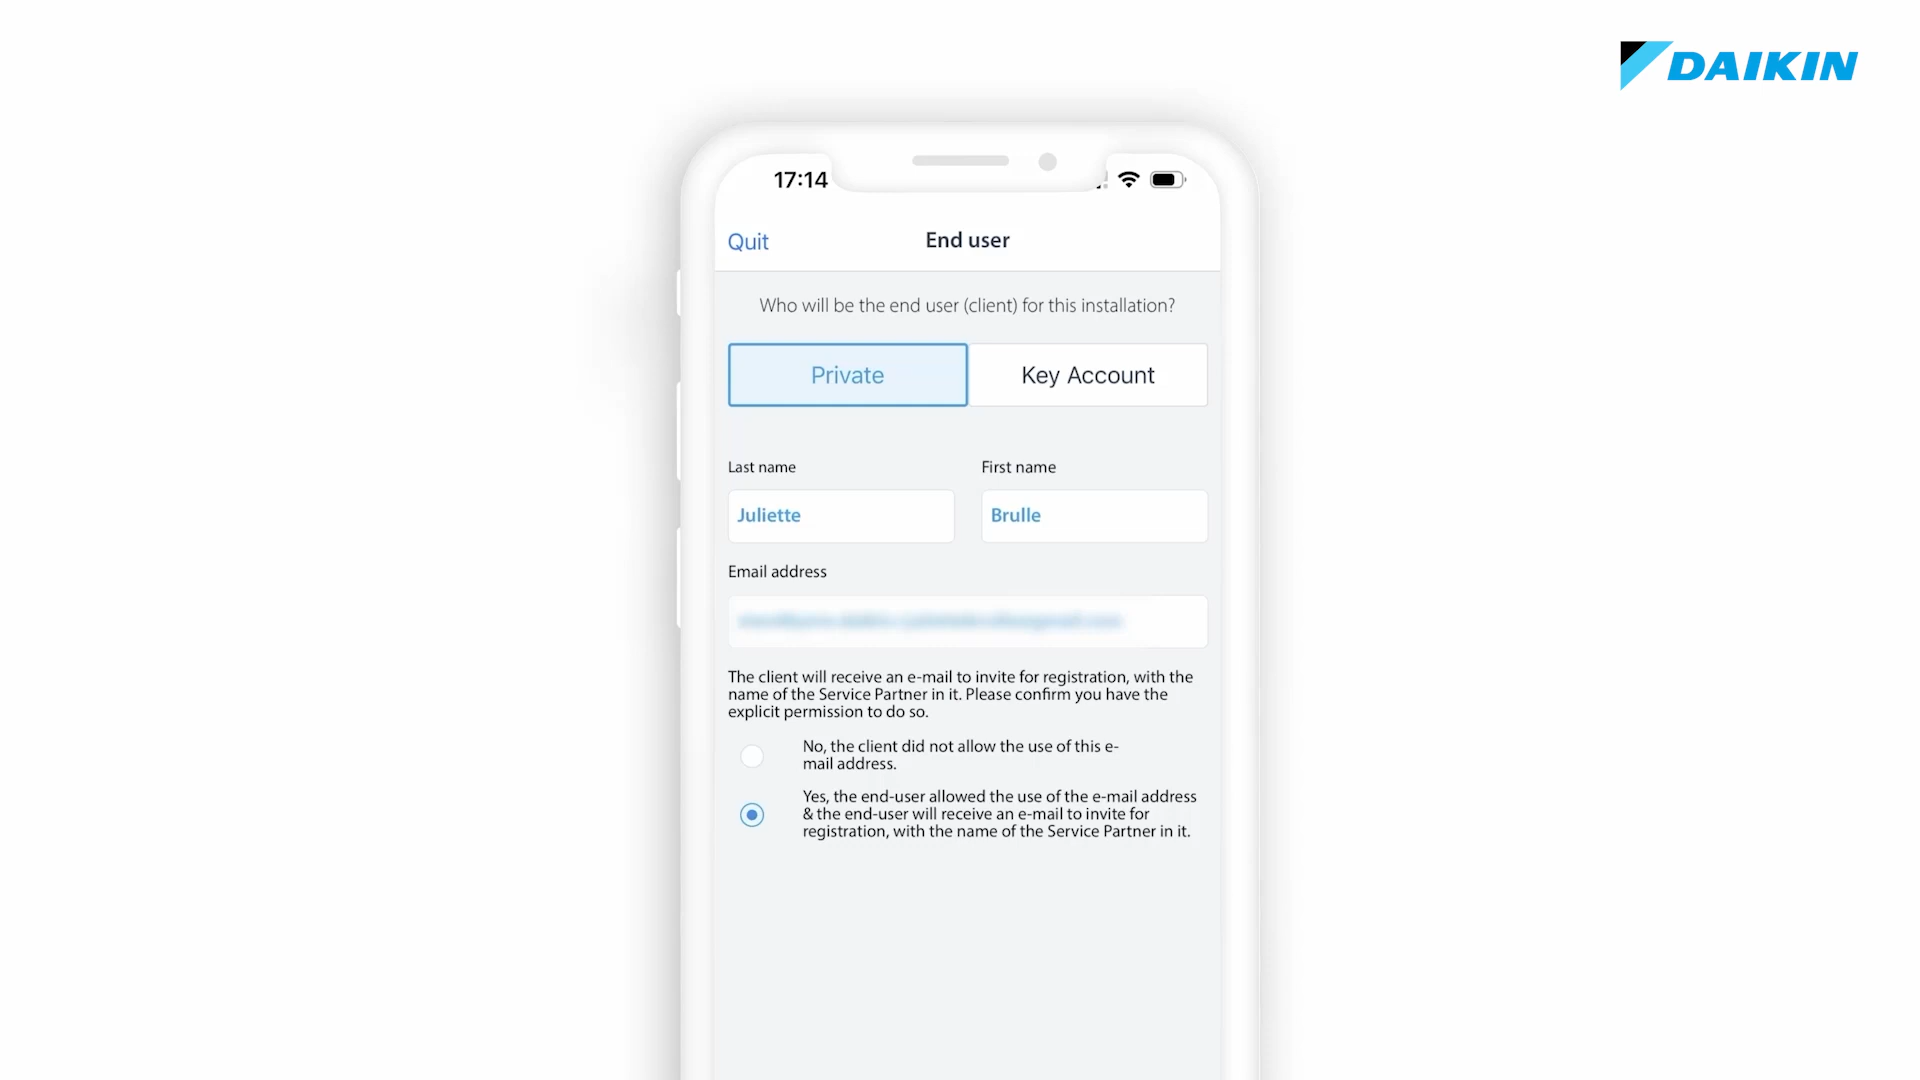 DAIKIN
17:14
Quit
End user
Who will be the end user (client) for this installation?
Private
Key Account
Last name
First name
Juliette
Brulle
Email address
The client will receive an e-mail to invite for registration, with the
name of the Service Partner in it. Please confirm you have the
explicit permission to do so.
No, the client did not allow the use of this e-
mail address.
Yes, the end-user allowed the use of the e-mail address
& the end-user will receive an e-mail to invite for
registration, with the name of the Service Partner in it.